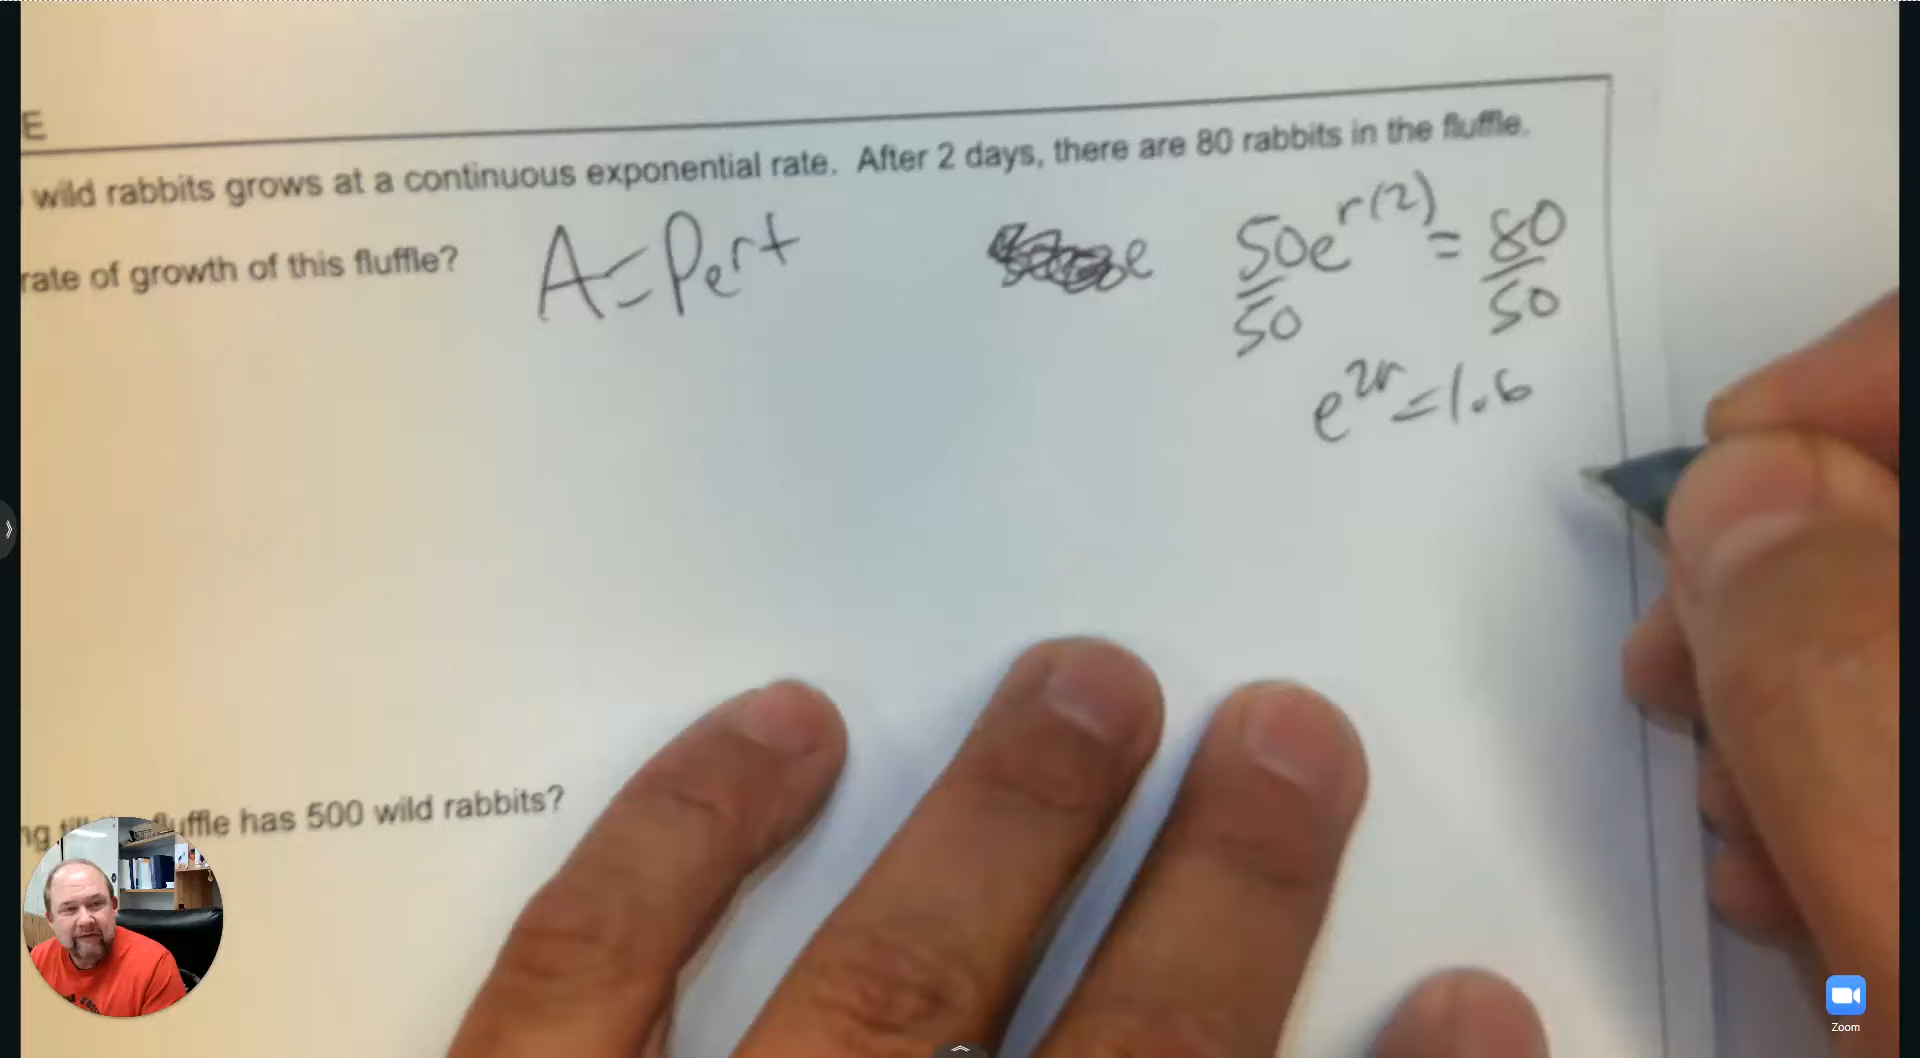 E
wild rabbits grows at a continuous exponential rate. After 2 days, there are 80 rabbits in the fluffle.
rate of growth of this fluffle?
A=Pe^rt
e
50e^r(2) = 80
50 50
e^2r = 1.6
fluffle has 500 wild rabbits?
Zoom